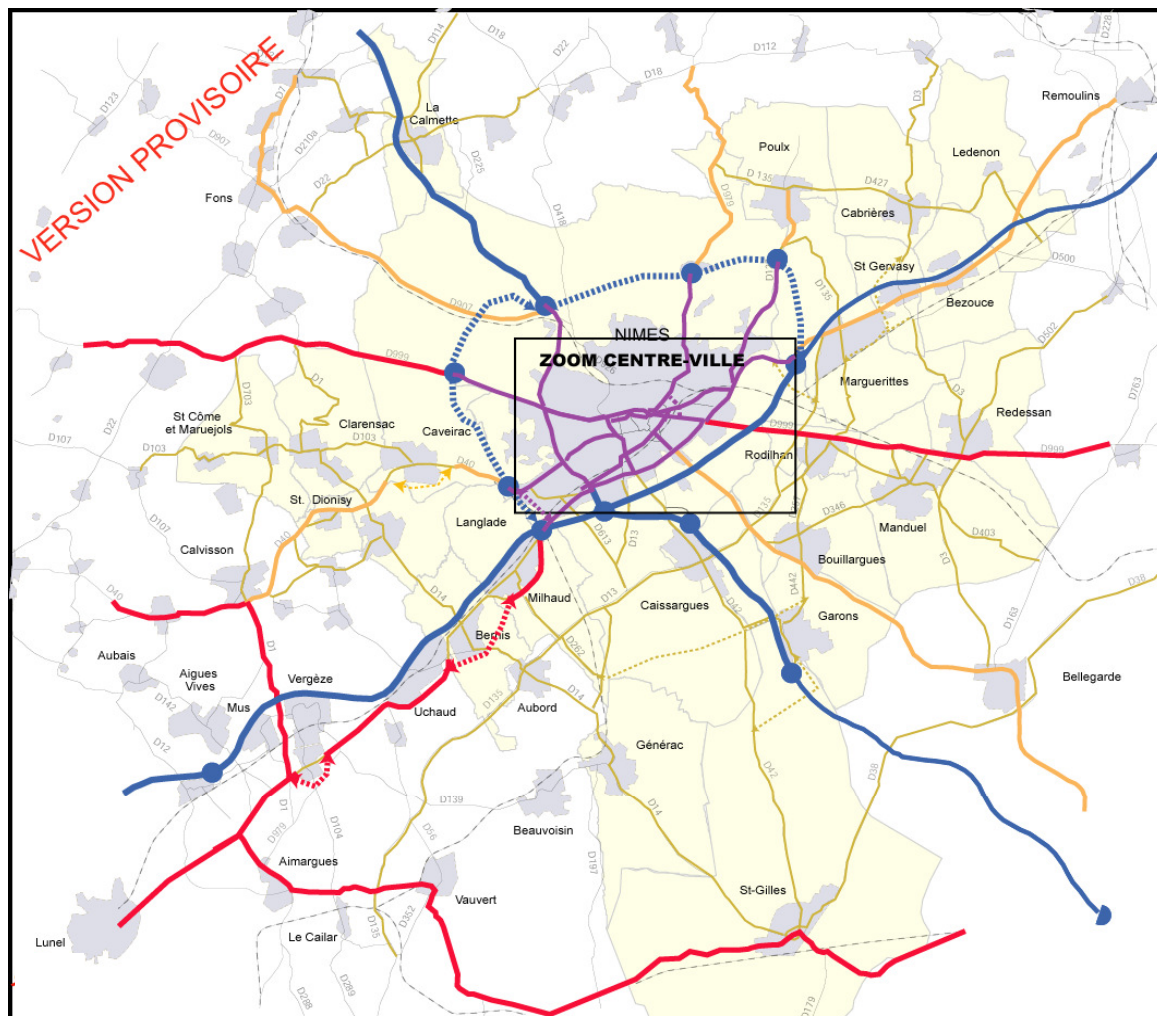 VERSION PROVISOIRE
D114
D18
D22
D112
D18
D228
D7
D123
D907
D210a
La
Calmette
D3
Remoulins
Poulx
Ledenon
D225
D22
D135
D427
Fons
D979
Cabrières
D418
St Gervasy
D500
D135
Bezouce
D907
NIMES
ZOOM CENTRE-VILLE
D502
D999
D1
D703
Marguerittes
D3
D763
D22
St Côme
et Maruejols
Clarensac
Redessan
D107
D103
D103
Caveirac
D999
D999
D40
Rodilhan
St. Dionisy
Langlade
D135
D346
Manduel
D107
D613
D13
D403
Calvisson
D40
Bouillargues
D3
D38
D40
D14
Milhaud
D13
Caissargues
D442
D42
Garons
D163
D1
Bernis
Aubais
D262
Aigues
Vives
Vergèze
Bellegarde
D142
Mus
D135
Aubord
D14
Uchaud
D12
Générac
D42
D38
D139
D1
D979
D104
Beauvoisin
D14
D56
Aimargues
D197
St-Gilles
Vauvert
D352
Le Cailar
D135
Lunel
D289
D288
D179